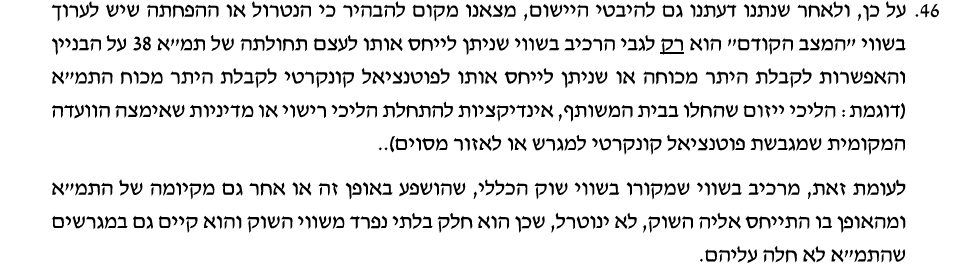 46. על כן, ולאחר שנתנו דעתנו גם להיבטי היישום, מצאנו מקום להבהיר כי הנטרול או ההפחתה שיש לערוך
בשווי "המצב הקודם" הוא רק לגבי הרכיב בשווי שניתן לייחס אותו לעצם תחולתה של תמ"א 38 על הבניין
והאפשרות לקבלת היתר מכוחה או שניתן לייחס אותו לפוטנציאל קונקרטי לקבלת היתר מכוח התמ"א
(דוגמת: הליכי ייזום שהחלו בבית המשותף, אינדיקציות להתחלת הליכי רישוי או מדיניות שאימצה הוועדה
המקומית שמגבשת פוטנציאל קונקרטי למגרש או לאזור מסוים)..
לעומת זאת, מרכיב בשווי שמקורו בשווי שוק הכללי, שהושפע באופן זה או אחר גם מקיומה של התמ"א
ומהאופן בו התייחס אליה השוק, לא ינוטרל, שכן הוא חלק בלתי נפרד משווי השוק והוא קיים גם במגרשים
שהתמ"א לא חלה עליהם.